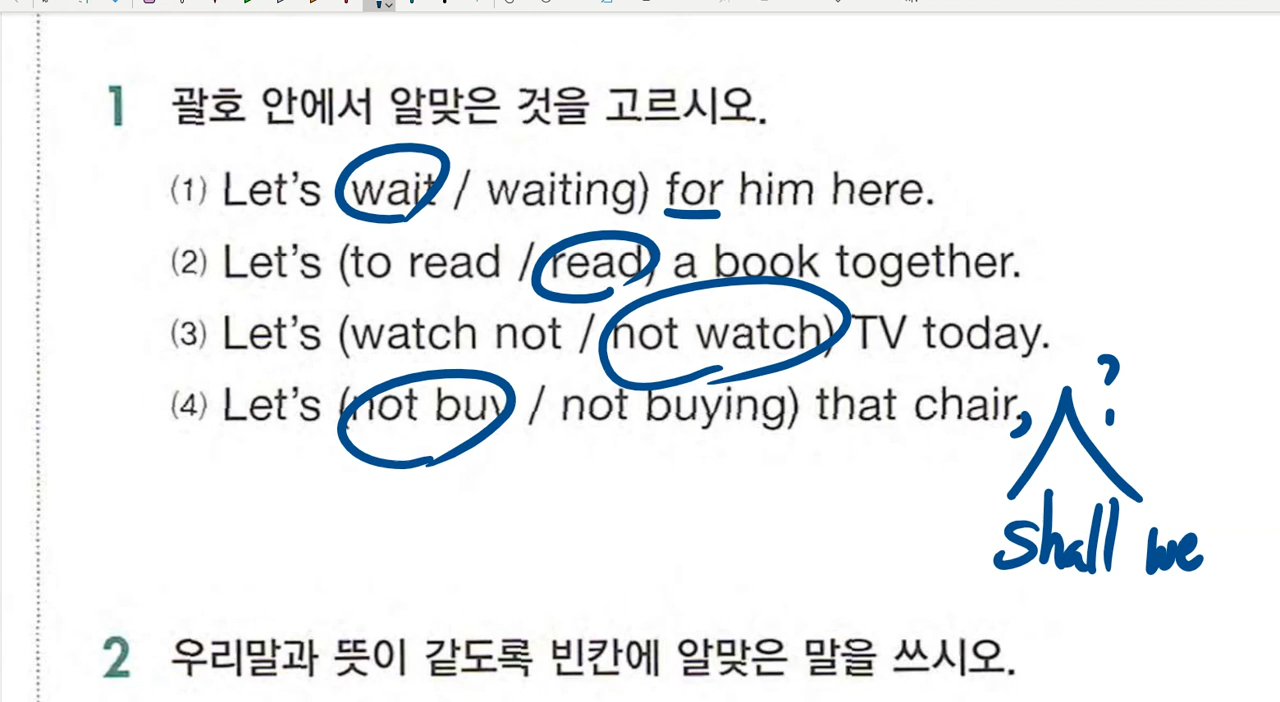 1 괄호 안에서 알맞은 것을 고르시오.
(1) Let's (wait / waiting) for him here.
(2) Let's (to read / read) a book together.
(3) Let's (watch not / not watch) TV today.
(4) Let's (not buy / not buying) that chair, ?
shall we
2 우리말과 뜻이 같도록 빈칸에 알맞은 말을 쓰시오.